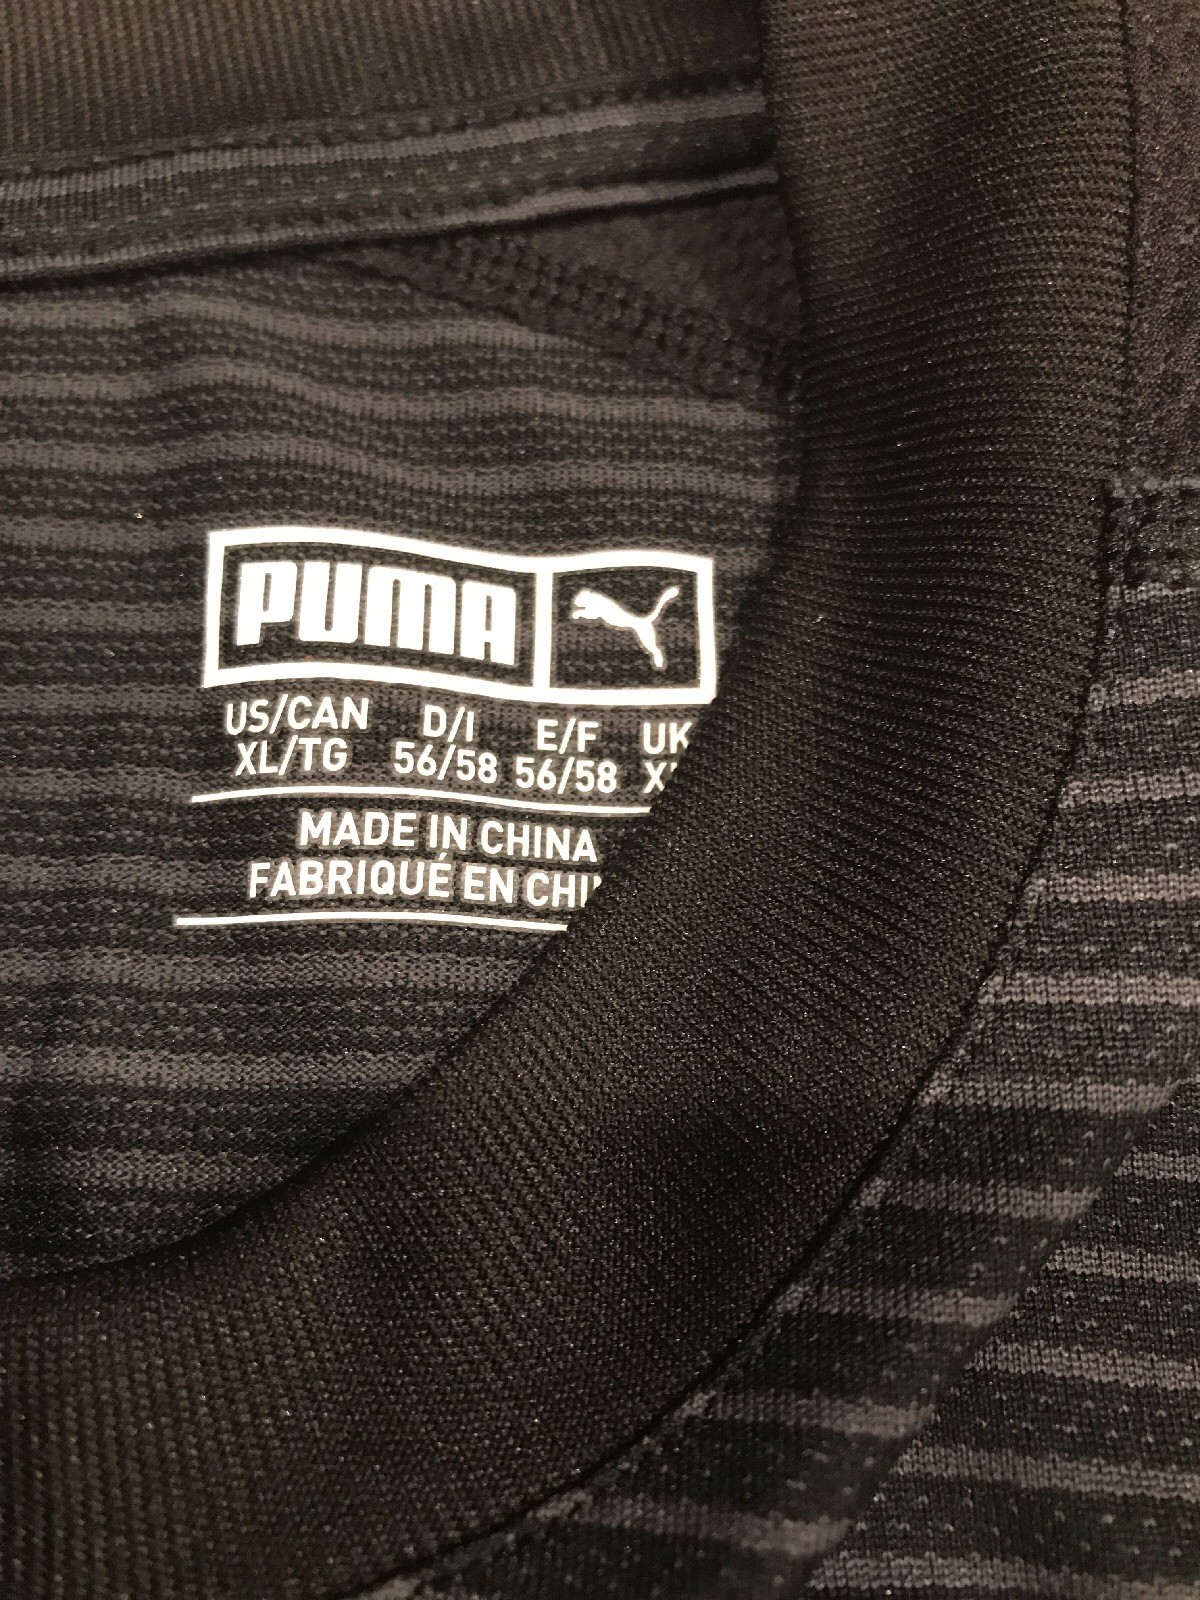 PUMA
US/CAN D/I E/F UK
XL/TG 56/58 56/58
MADE IN CHINA
FABRIQUÉ EN